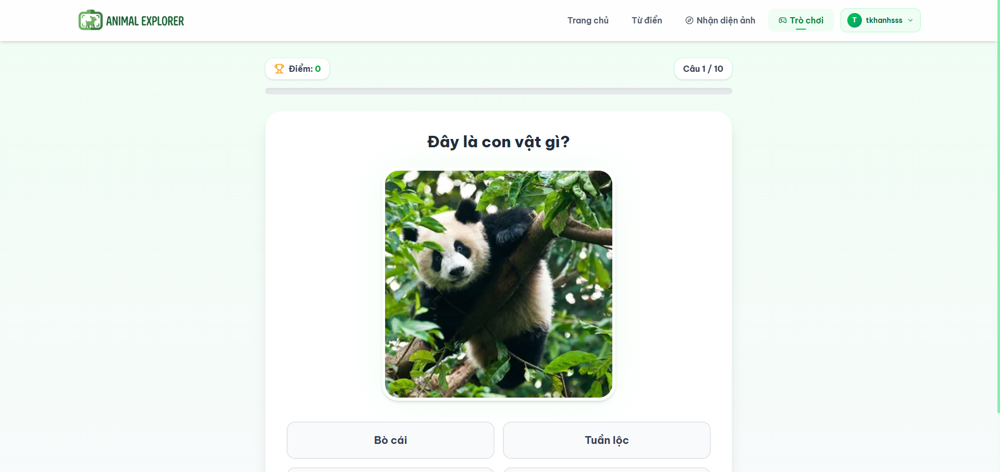 ANIMAL EXPLORER
Trang chủ
Từ điển
Nhận diện ảnh
Trò chơi
T
tkhanhsss
Điểm: 0
Câu 1 / 10
Đây là con vật gì?
Bò cái
Tuần lộc